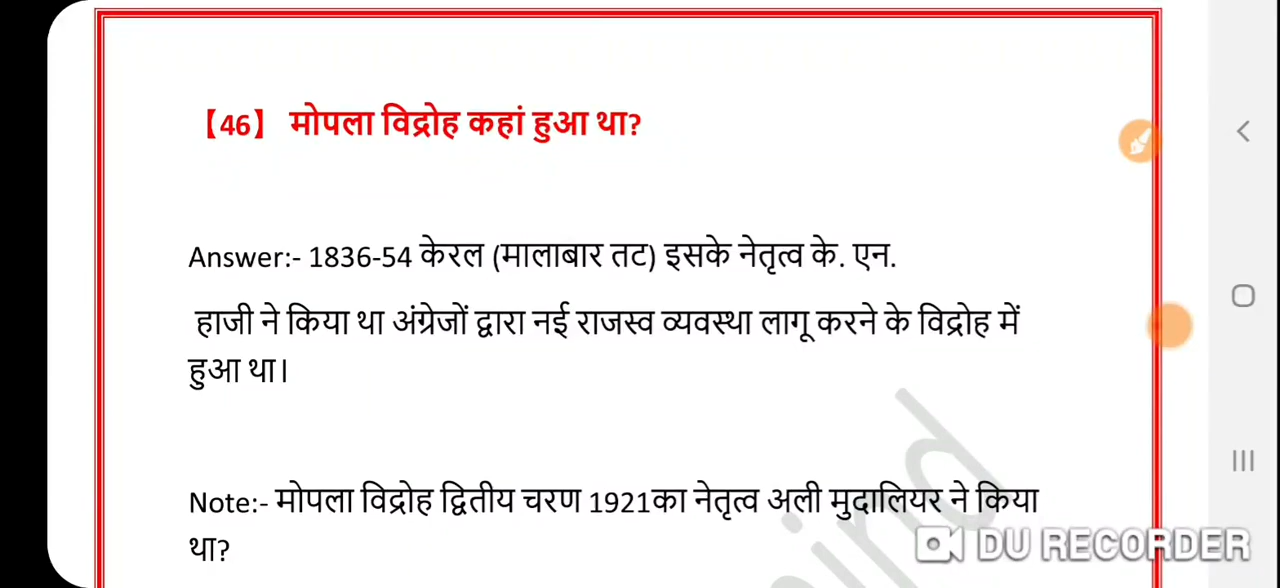 【46】 मोपला विद्रोह कहां हुआ था?
Answer:- 1836-54 केरल (मालाबार तट) इसके नेतृत्व के. एन.
हाजी ने किया था अंग्रेजों द्वारा नई राजस्व व्यवस्था लागू करने के विद्रोह में
हुआ था।
Note:- मोपला विद्रोह द्वितीय चरण 1921का नेतृत्व अली मुदालियर ने किया
था?
DU RECORDER